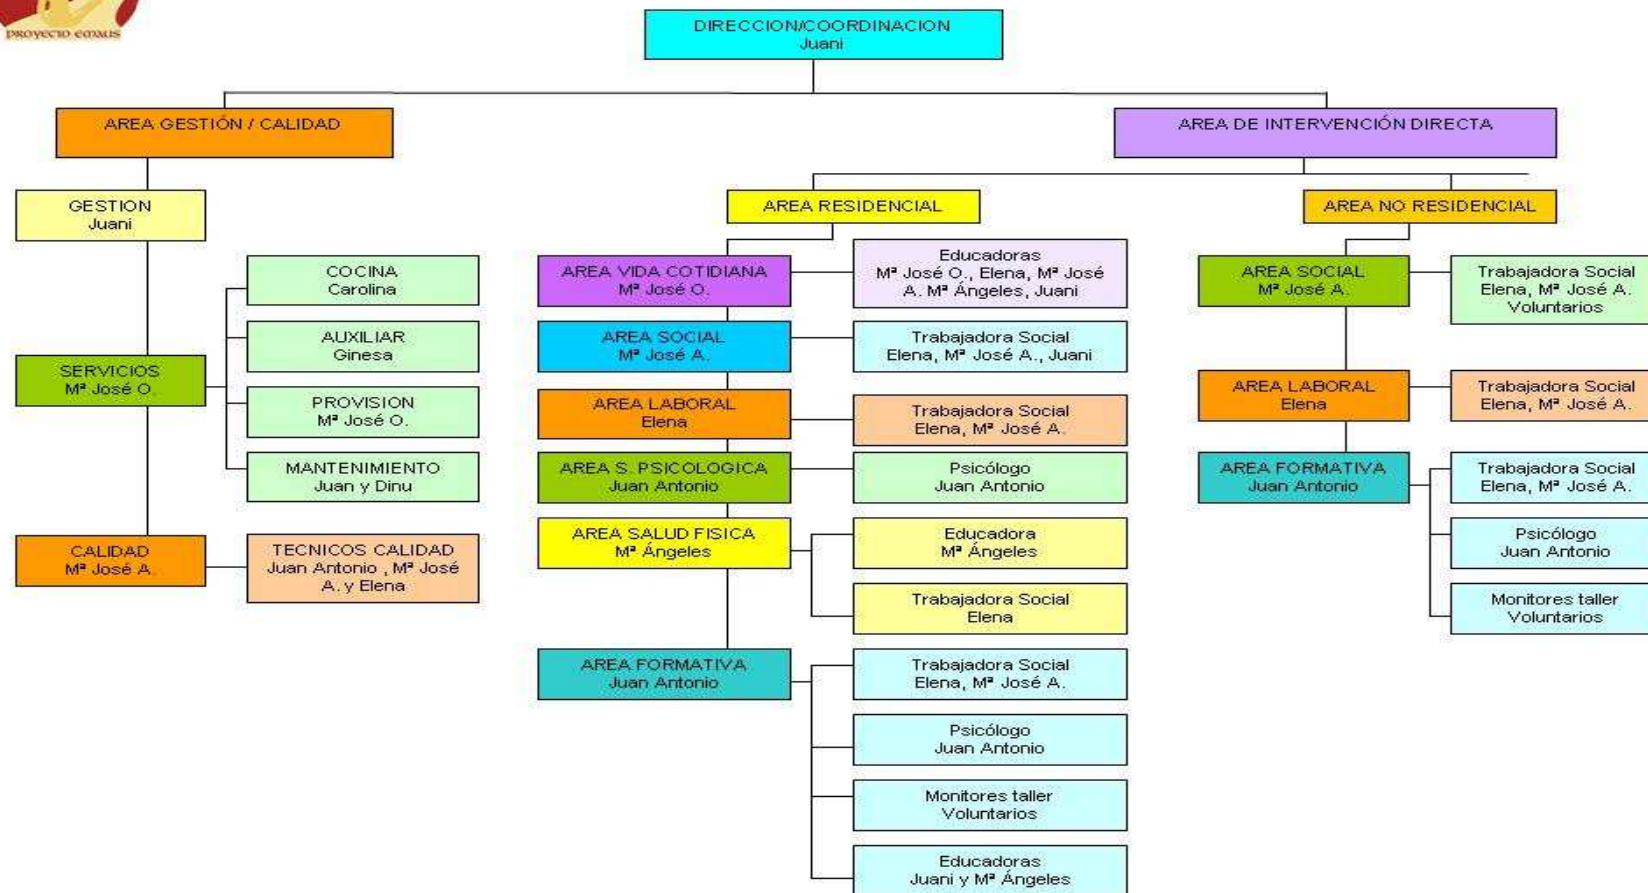 PROYECTO EMAUS
DIRECCION/COORDINACION
Juani
AREA GESTIÓN / CALIDAD
AREA DE INTERVENCIÓN DIRECTA
GESTION
Juani
SERVICIOS
Mª José O.
COCINA
Carolina
AUXILIAR
Ginesa
PROVISION
Mª José O.
MANTENIMIENTO
Juan y Dinu
CALIDAD
Mª José A.
TECNICOS CALIDAD
Juan Antonio , Mª José
A. y Elena
AREA RESIDENCIAL
AREA VIDA COTIDIANA
Mª José O.
Educadoras
Mª José O., Elena, Mª José
A. Mª Ángeles, Juani
AREA SOCIAL
Mª José A.
Trabajadora Social
Elena, Mª José A., Juani
AREA LABORAL
Elena
Trabajadora Social
Elena, Mª José A.
AREA S. PSICOLOGICA
Juan Antonio
Psicólogo
Juan Antonio
AREA SALUD FISICA
Mª Ángeles
Educadora
Mª Ángeles
Trabajadora Social
Elena
AREA FORMATIVA
Juan Antonio
Trabajadora Social
Elena, Mª José A.
Psicólogo
Juan Antonio
Monitores taller
Voluntarios
Educadoras
Juani y Mª Ángeles
AREA NO RESIDENCIAL
AREA SOCIAL
Mª José A.
Trabajadora Social
Elena, Mª José A.
Voluntarios
AREA LABORAL
Elena
Trabajadora Social
Elena, Mª José A.
AREA FORMATIVA
Juan Antonio
Trabajadora Social
Elena, Mª José A.
Psicólogo
Juan Antonio
Monitores taller
Voluntarios